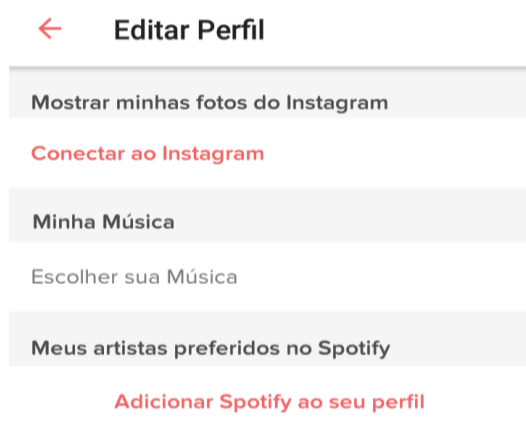 Editar Perfil
Mostrar minhas fotos do Instagram
Conectar ao Instagram
Minha Música
Escolher sua Música
Meus artistas preferidos no Spotify
Adicionar Spotify ao seu perfil